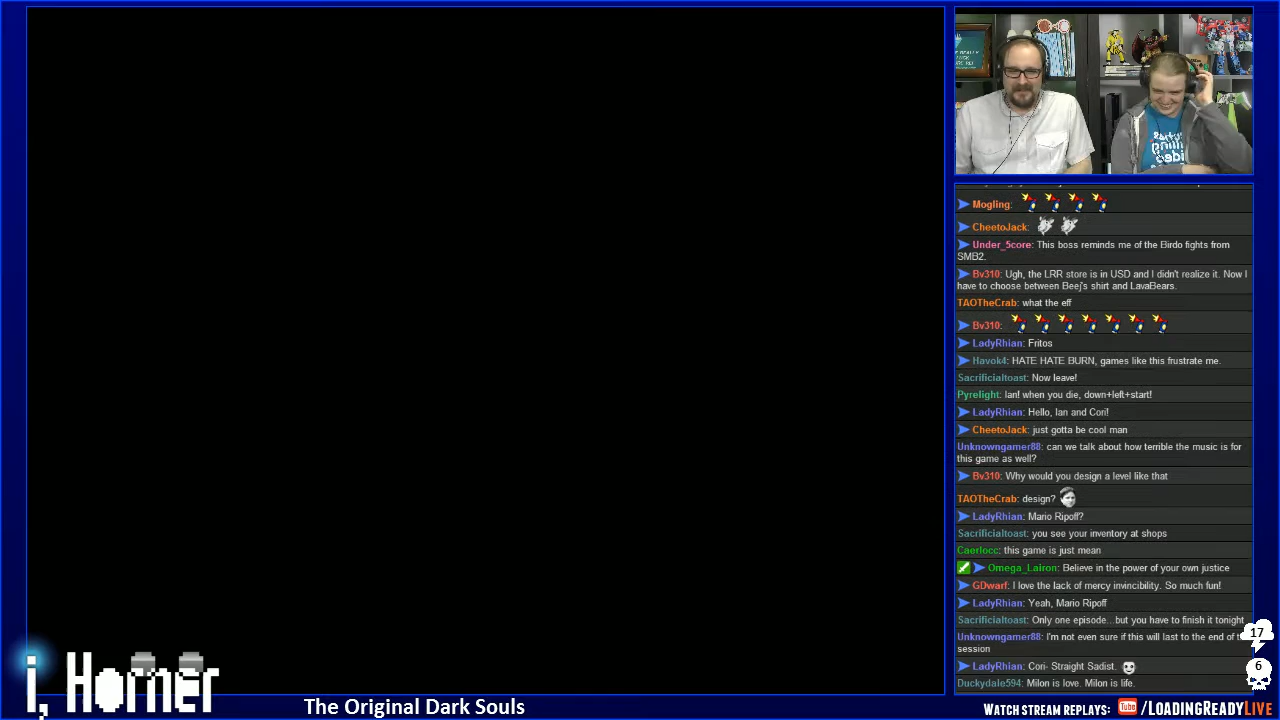 Mogling:
CheetoJack:
Under_5core: This boss reminds me of the Birdo fights from
SMB2.
Bv310: Ugh, the LRR store is in USD and I didn't realize it. Now I
have to choose between Beej's shirt and LavaBears.
TAOTheCrab: what the eff
Bv310:
LadyRhian: Fritos
Havok4: HATE HATE BURN, games like this frustrate me.
Sacrificialtoast: Now leave!
Pyrelight: Ian! when you die, down+left+start!
LadyRhian: Hello, Ian and Cori!
CheetoJack: just gotta be cool man
Unknowngamer88: can we talk about how terrible the music is for
this game as well?
Bv310: Why would you design a level like that
TAOTheCrab: design?
LadyRhian: Mario Ripoff?
Sacrificialtoast: you see your inventory at shops
Caerlocc: this game is just mean
Omega_Lairon: Believe in the power of your own justice
GDwarf: I love the lack of mercy invincibility. So much fun!
LadyRhian: Yeah, Mario Ripoff
Sacrificialtoast: Only one episode...but you have to finish it tonight
Unknowngamer88: I'm not even sure if this will last to the end of
session
LadyRhian: Cori- Straight Sadist.
Duckydale594: Milon is love. Milon is life.
17
6
i, Horner
The Original Dark Souls
WATCH STREAM REPLAYS: You Tube /LOADINGREADYLIVE